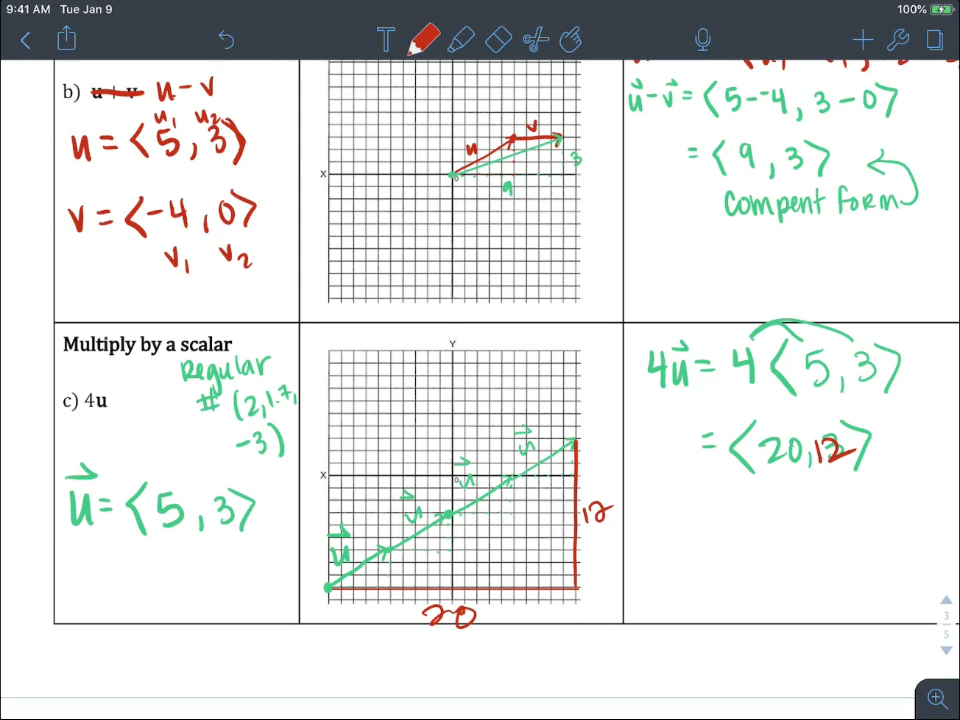 9:41 AM Tue Jan 9
100%
T
b) u + v u - v
u₁ u₂
u = ⟨5, 3⟩
v = ⟨-4, 0⟩
v₁ v₂
X
0
u
v
3
9
u⃗ - v⃗ = ⟨5 - -4, 3 - 0⟩
= ⟨9, 3⟩
Compent form
Multiply by a scalar
Regular
# (2, 1.7,
-3)
c) 4u
u⃗ = ⟨5, 3⟩
Y
X
0
u⃗
u⃗
u⃗
u⃗
12
20
4u⃗ = 4⟨5, 3⟩
= ⟨20, 12⟩
3
5